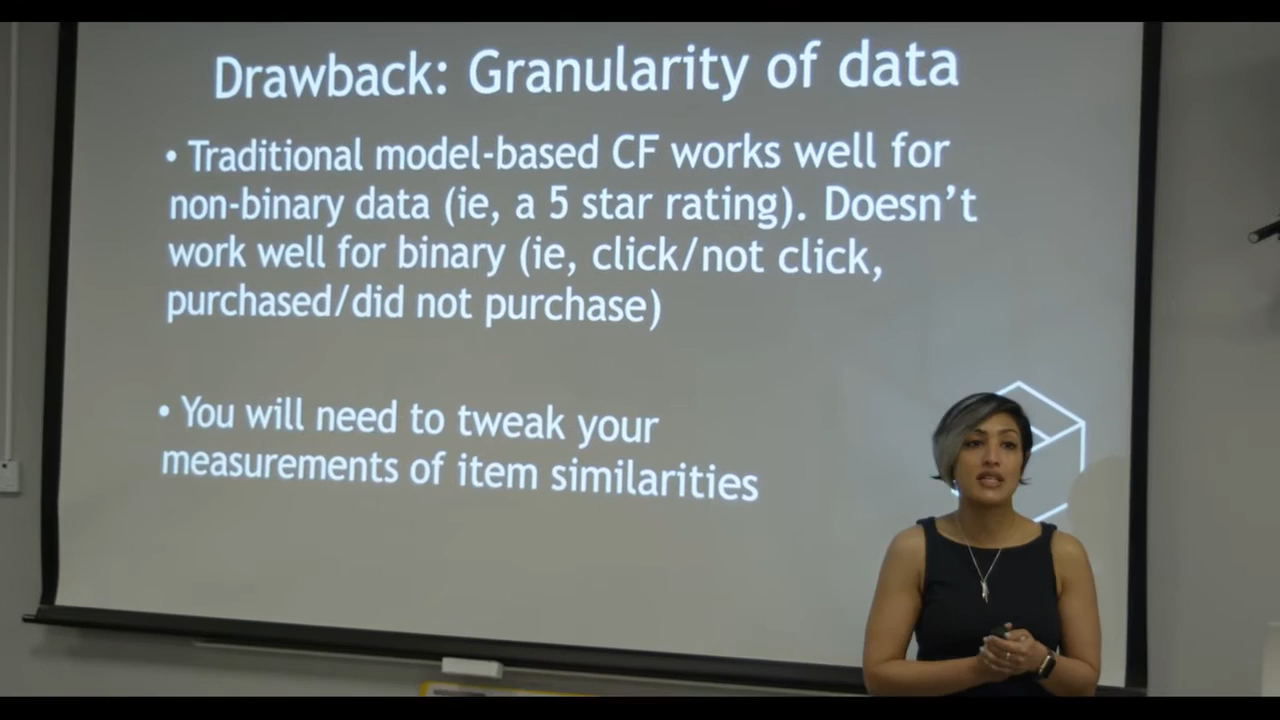 Drawback: Granularity of data
• Traditional model-based CF works well for
non-binary data (ie, a 5 star rating). Doesn't
work well for binary (ie, click/not click,
purchased/did not purchase)
• You will need to tweak your
measurements of item similarities